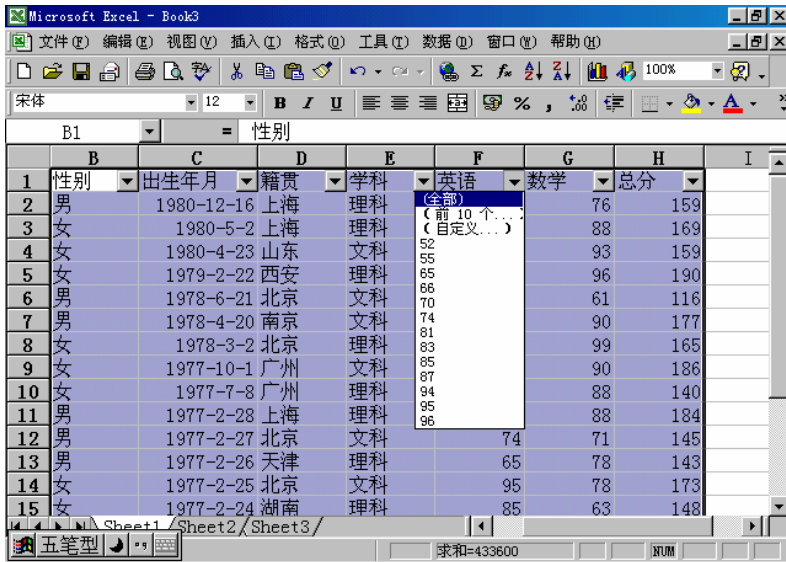 Microsoft Excel - Book3
文件(F) 编辑(E) 视图(V) 插入(I) 格式(O) 工具(T) 数据(D) 窗口(W) 帮助(H)
100%
宋体 12 B I U
B1 = 性别
B C D E F G H I
1 性别 出生年月 籍贯 学科 英语 数学 总分
(全部)
(前 10 个...)
(自定义...)
52
55
65
66
70
74
81
83
85
87
94
95
96
2 男 1980-12-16 上海 理科 76 159
3 女 1980-5-2 上海 理科 88 169
4 女 1980-4-23 山东 文科 93 159
5 女 1979-2-22 西安 理科 96 190
6 男 1978-6-21 北京 文科 61 116
7 男 1978-4-20 南京 文科 90 177
8 女 1978-3-2 北京 理科 99 165
9 女 1977-10-1 广州 文科 90 186
10 女 1977-7-8 广州 理科 88 140
11 男 1977-2-28 上海 理科 88 184
12 男 1977-2-27 北京 文科 74 71 145
13 男 1977-2-26 天津 理科 65 78 143
14 女 1977-2-25 北京 文科 95 78 173
15 女 1977-2-24 湖南 理科 85 63 148
Sheet1 Sheet2 Sheet3
五笔型 求和=433600 NUM